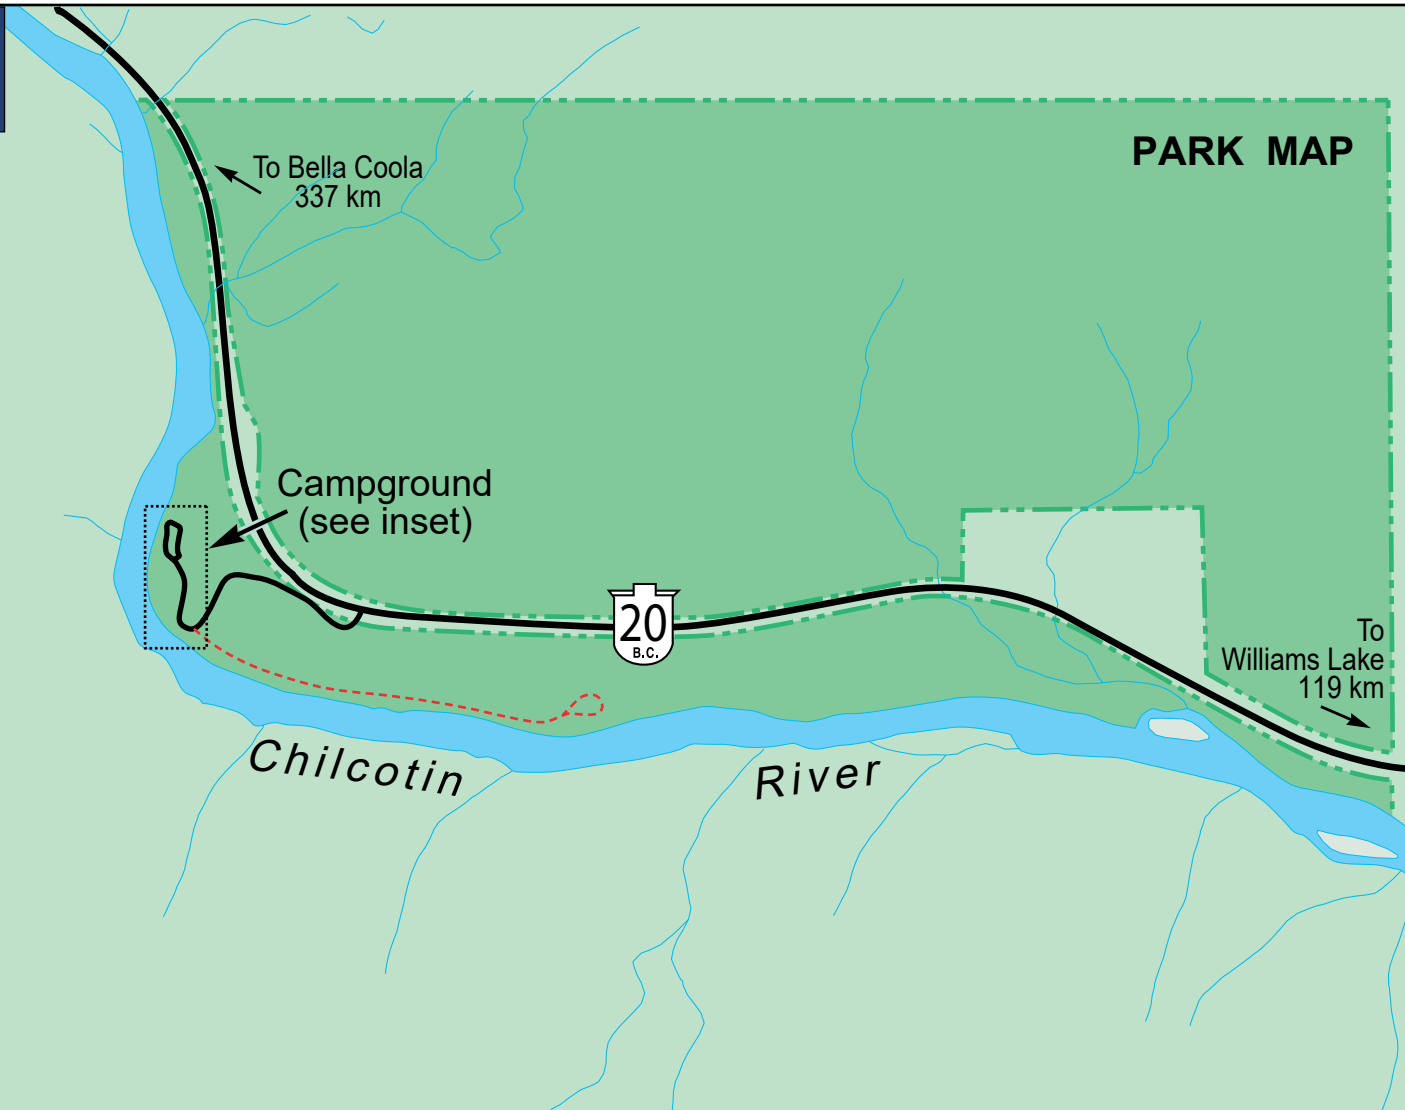 PARK MAP
To Bella Coola
337 km
Campground
(see inset)
20
B.C.
To
Williams Lake
119 km
Chilcotin River